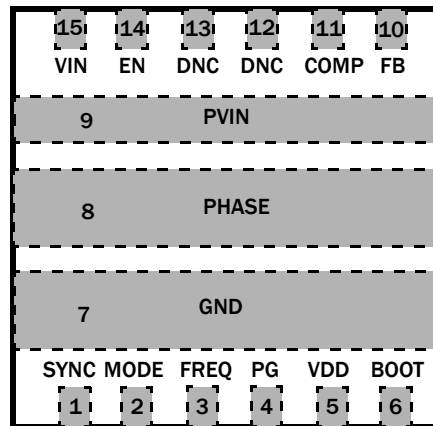 15 14 13 12 11 10
VIN EN DNC DNC COMP FB
9 PVIN
8 PHASE
7 GND
SYNC MODE FREQ PG VDD BOOT
1 2 3 4 5 6